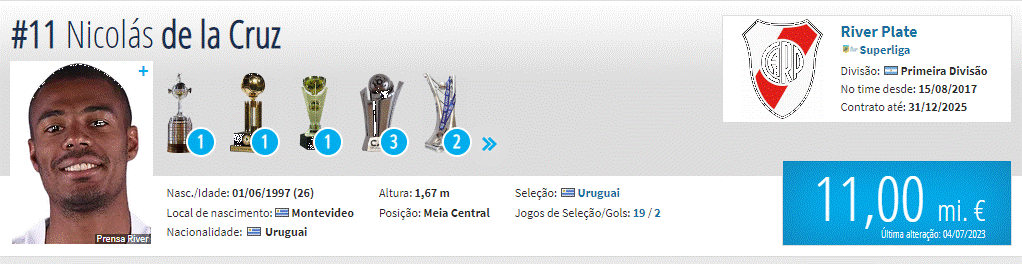 #11 Nicolás de la Cruz
River Plate
Superliga
Divisão: Primeira Divisão
No time desde: 15/08/2017
Contrato até: 31/12/2025
CARP
+
1
1
1
3
2
»
Prensa River
Nasc./Idade: 01/06/1997 (26)
Local de nascimento: Montevideo
Nacionalidade: Uruguai
Altura: 1,67 m
Posição: Meia Central
Seleção: Uruguai
Jogos de Seleção/Gols: 19 / 2
11,00 mi. €
Última alteração: 04/07/2023